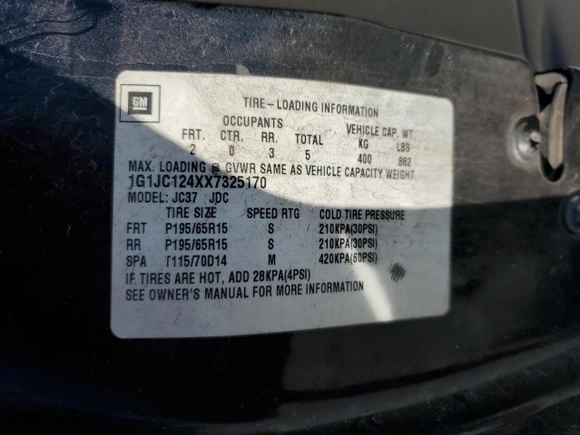 GM
TIRE-LOADING INFORMATION
OCCUPANTS VEHICLE CAP. WT.
FRT. CTR. RR. TOTAL KG LBS
2 0 3 5 400 882
MAX. LOADING @ GVWR SAME AS VEHICLE CAPACITY WEIGHT
1G1JC124XX7325170
MODEL: JC37 JDC
TIRE SIZE SPEED RTG COLD TIRE PRESSURE
FRT P195/65R15 S 210KPA(30PSI)
RR P195/65R15 S 210KPA(30PSI)
SPA T115/70D14 M 420KPA(60PSI)
IF TIRES ARE HOT, ADD 28KPA(4PSI)
SEE OWNER'S MANUAL FOR MORE INFORMATION